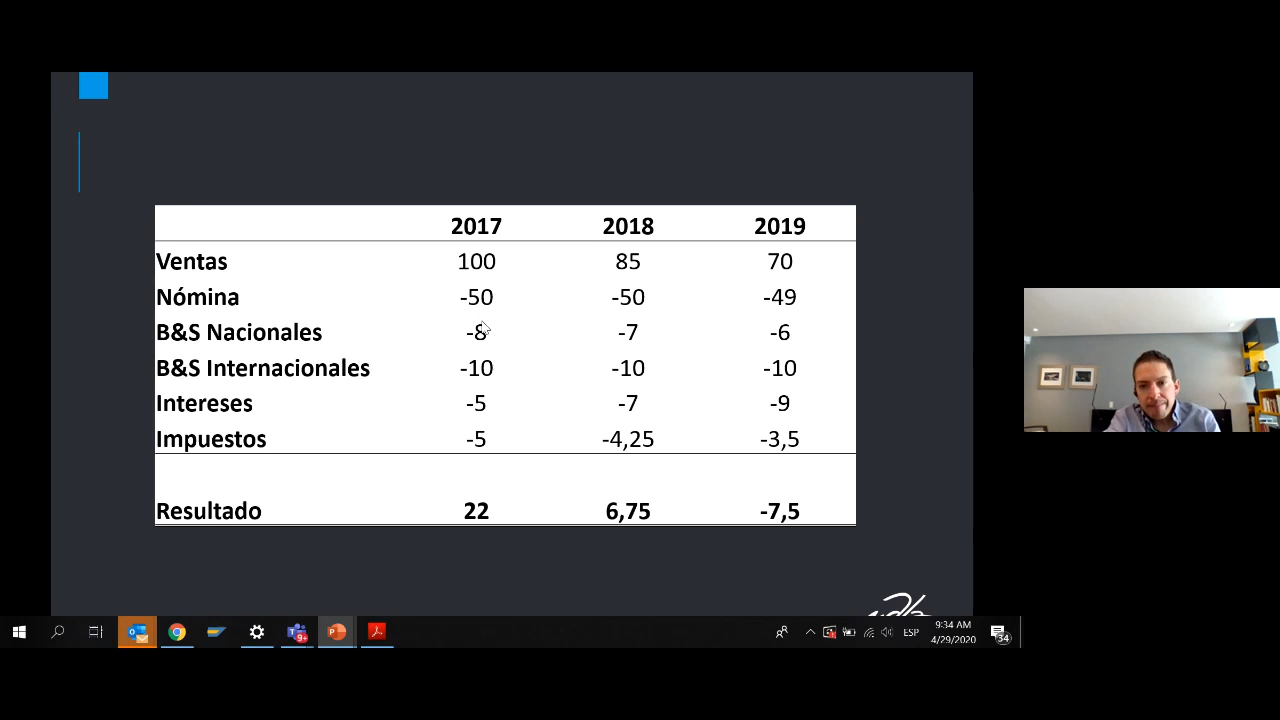 2017 2018 2019
Ventas 100 85 70
Nómina -50 -50 -49
B&S Nacionales -8 -7 -6
B&S Internacionales -10 -10 -10
Intereses -5 -7 -9
Impuestos -5 -4,25 -3,5
Resultado 22 6,75 -7,5
9+
ESP
9:34 AM
4/29/2020
34